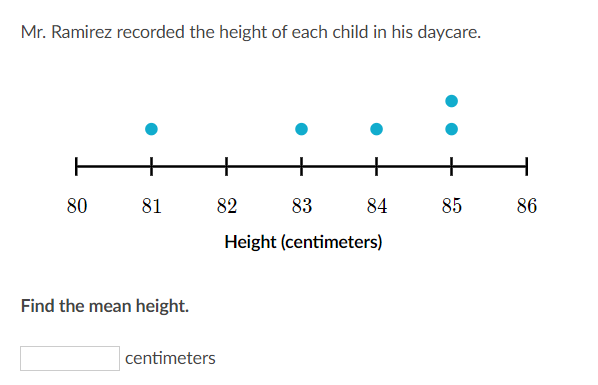 Mr. Ramirez recorded the height of each child in his daycare.
80 81 82 83 84 85 86
Height (centimeters)
Find the mean height.
centimeters